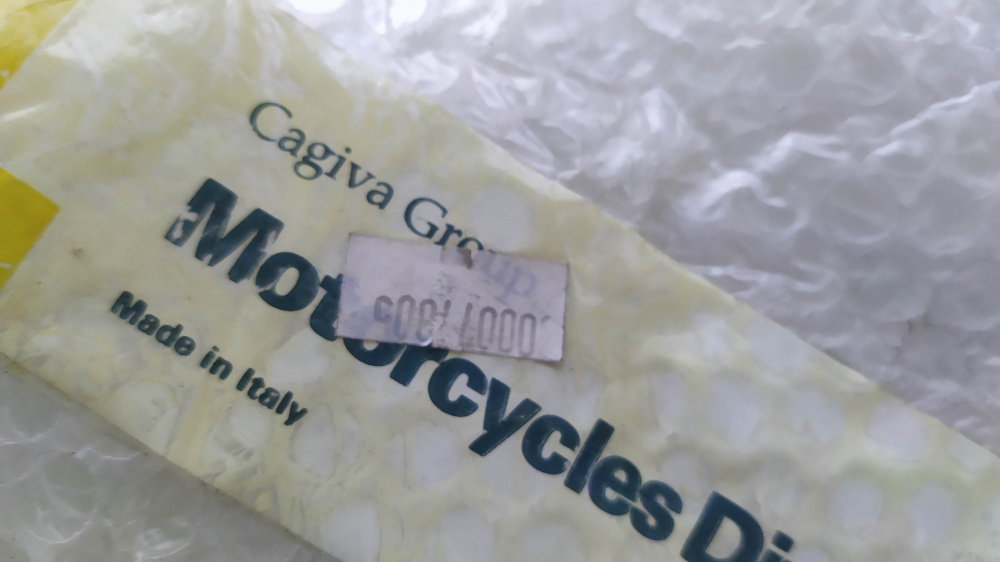 Cagiva Group
Motorcycles
Made in Italy